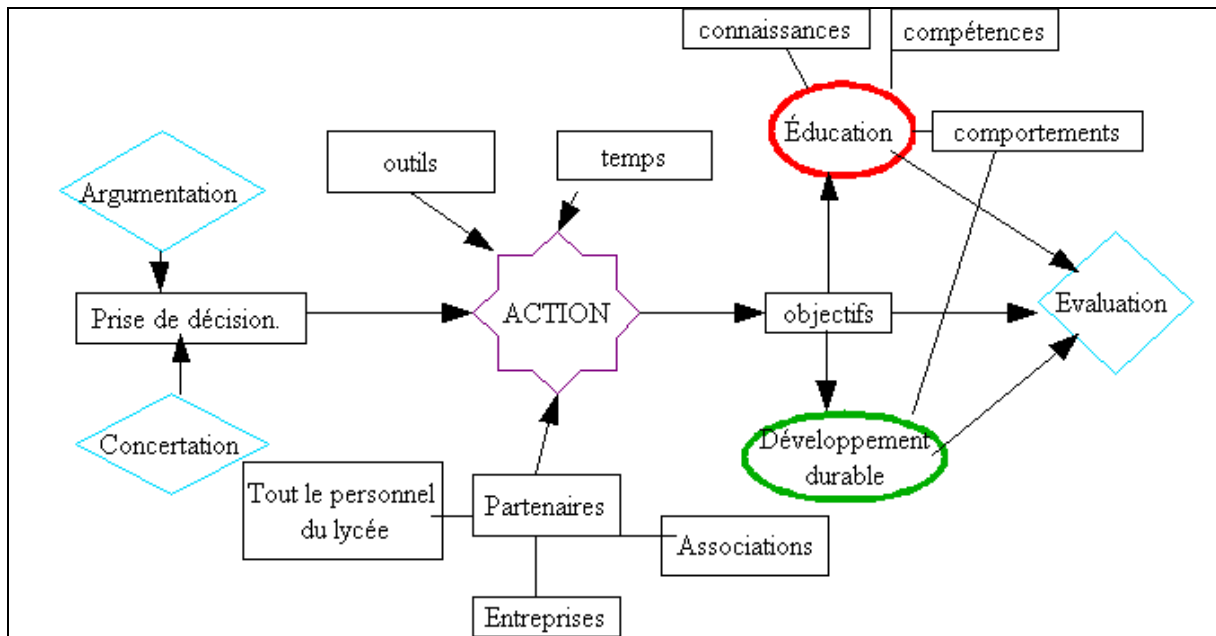 connaissances
compétences
Éducation
comportements
outils
temps
Argumentation
Prise de décision.
ACTION
objectifs
Evaluation
Concertation
Développement
durable
Tout le personnel
du lycée
Partenaires
Associations
Entreprises